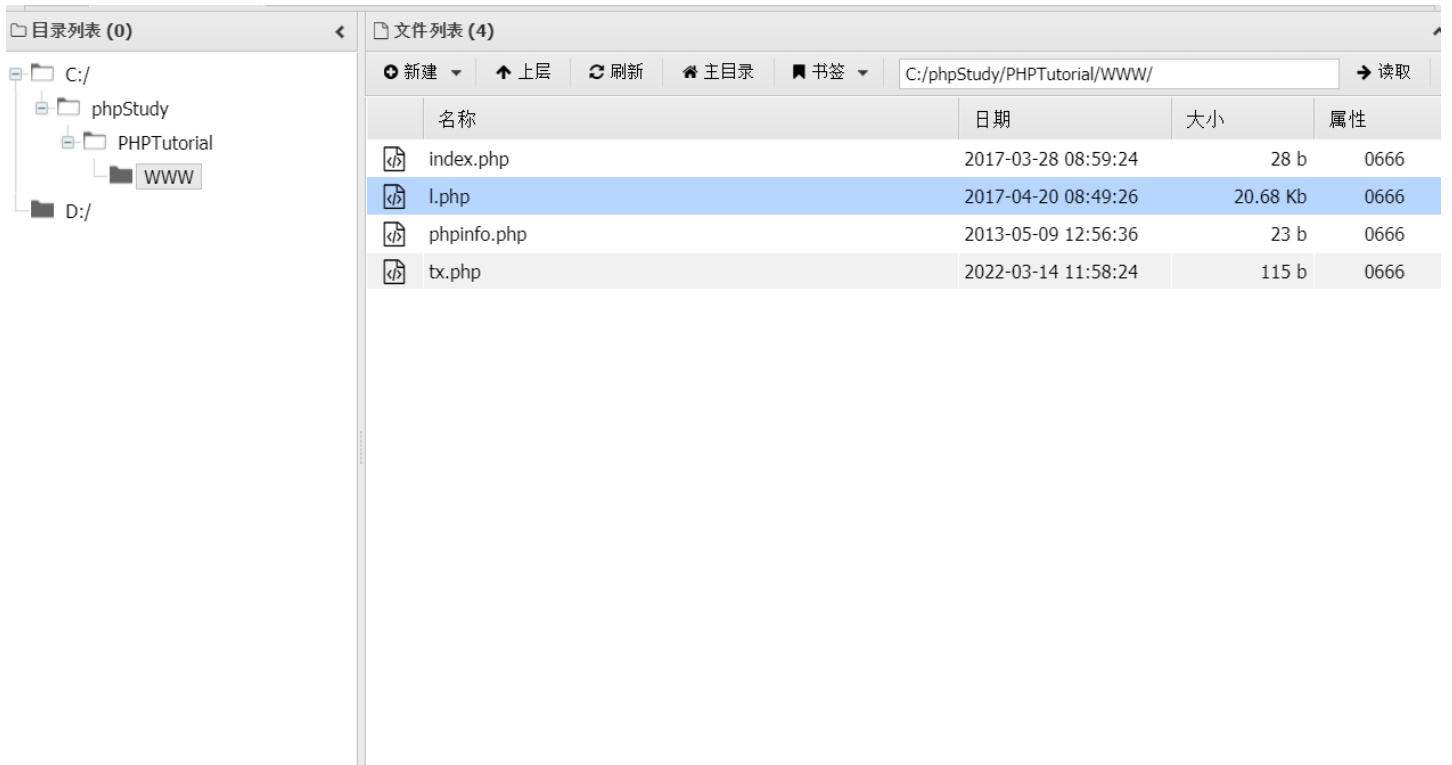 目录列表 (0)
C:/
phpStudy
PHPTutorial
WWW
D:/
文件列表 (4)
新建 上层 刷新 主目录 书签 C:/phpStudy/PHPTutorial/WWW/ 读取
名称 日期 大小 属性
index.php 2017-03-28 08:59:24 28 b 0666
l.php 2017-04-20 08:49:26 20.68 Kb 0666
phpinfo.php 2013-05-09 12:56:36 23 b 0666
tx.php 2022-03-14 11:58:24 115 b 0666